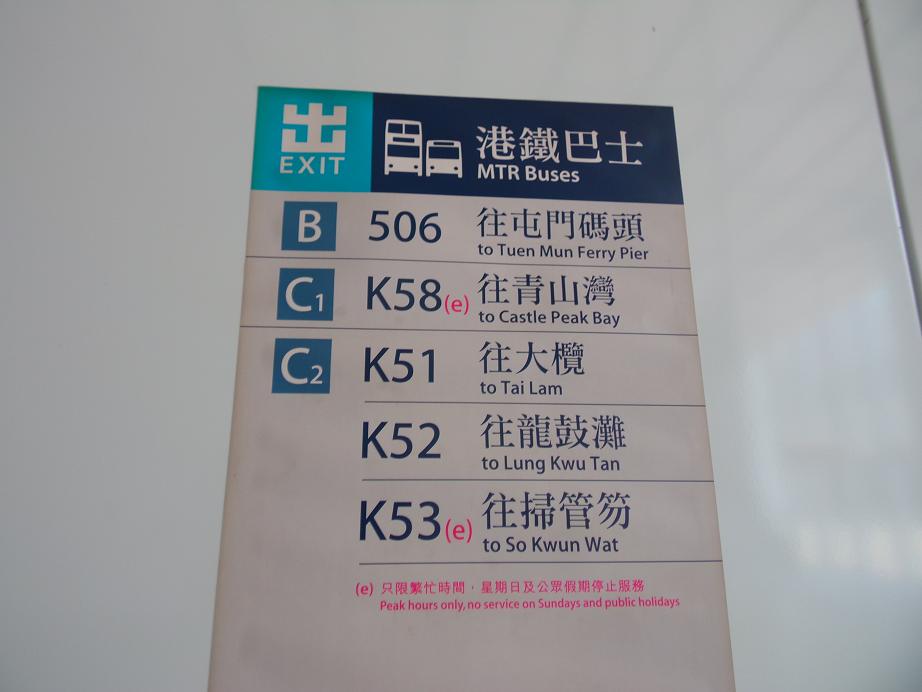 出 港鐵巴士
EXIT MTR Buses
B 506 往屯門碼頭
to Tuen Mun Ferry Pier
C1 K58(e) 往青山灣
to Castle Peak Bay
C2 K51 往大欖
to Tai Lam
K52 往龍鼓灘
to Lung Kwu Tan
K53(e) 往掃管笏
to So Kwun Wat
(e) 只限繁忙時間，星期日及公眾假期停止服務
Peak hours only, no service on Sundays and public holidays